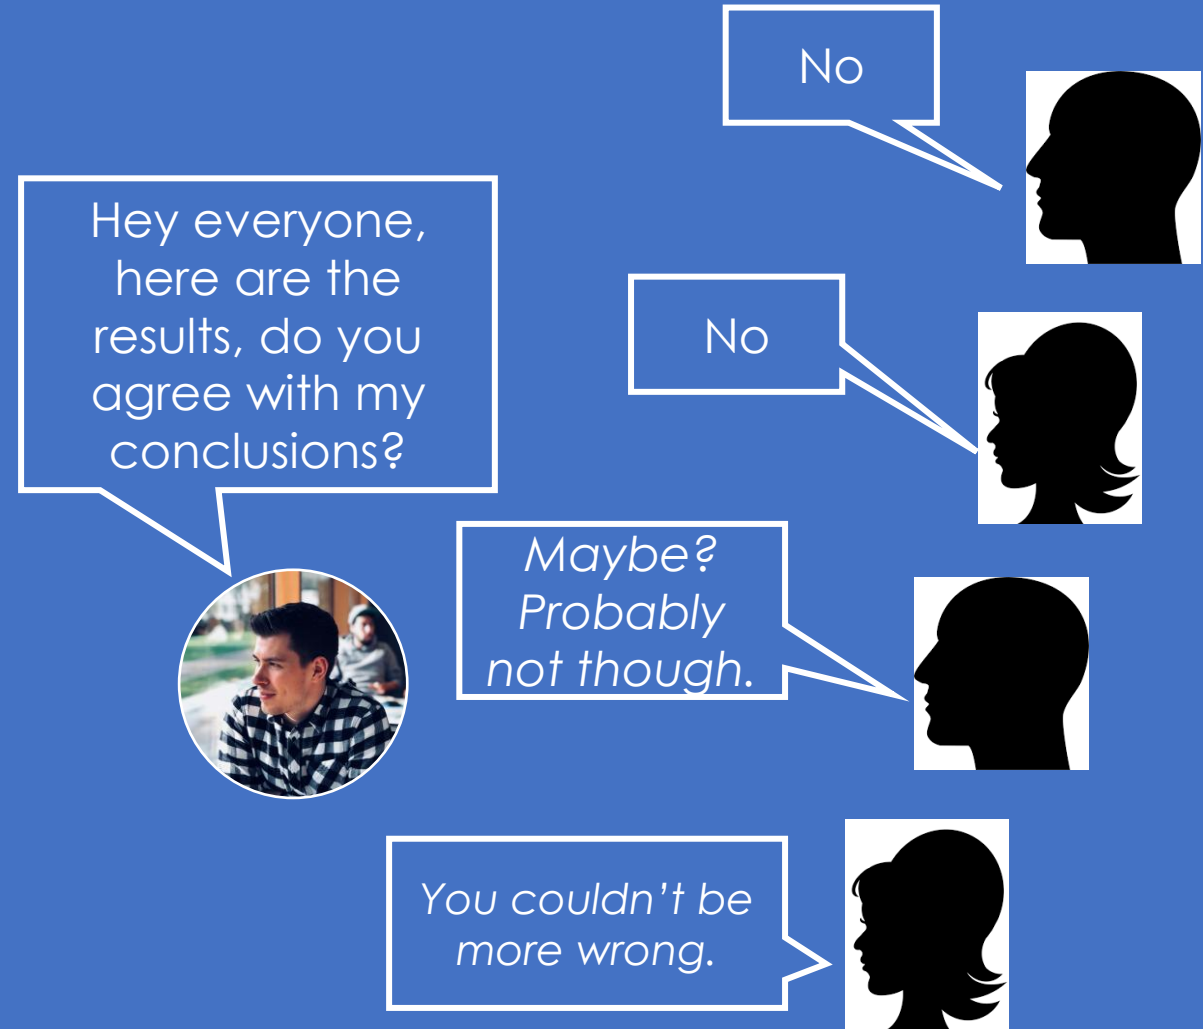 No
Hey everyone,
here are the
results, do you
agree with my
conclusions?
No
Maybe?
Probably
not though.
You couldn’t be
more wrong.